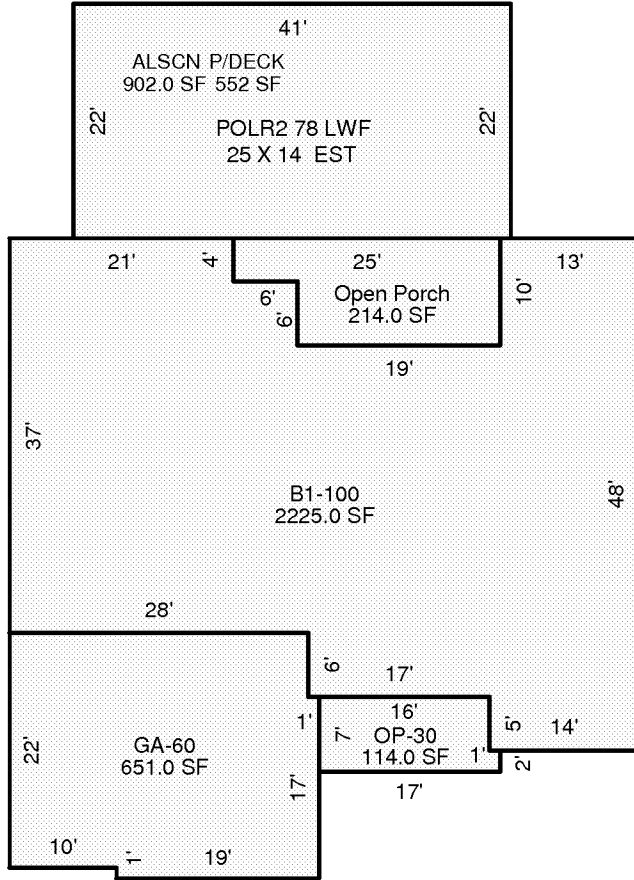 41'
ALSCN P/DECK
902.0 SF 552 SF
22'
22'
POLR2 78 LWF
25 X 14 EST
21'
4'
25'
13'
6'
6'
Open Porch
214.0 SF
10'
19'
37'
B1-100
2225.0 SF
48'
28'
6'
17'
22'
GA-60
651.0 SF
1'
17'
7'
16'
OP-30
114.0 SF
1'
5'
14'
2'
17'
10'
1'
19'